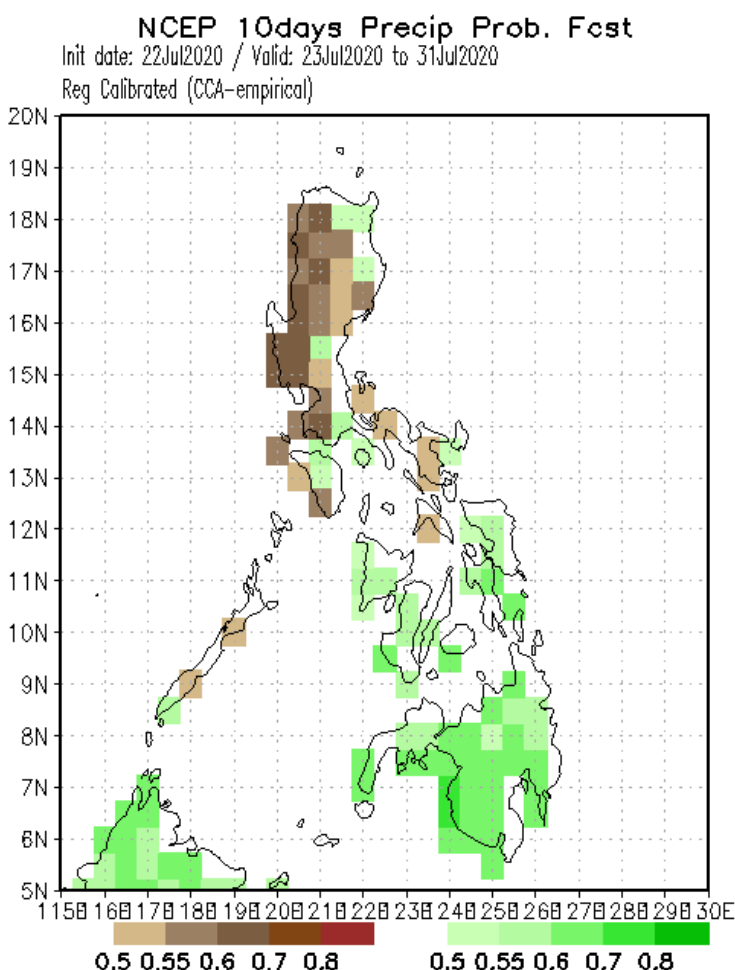 NCEP 10days Precip Prob. Fcst
Init date: 22Jul2020 / Valid: 23Jul2020 to 31Jul2020
Reg Calibrated (CCA-empirical)
20N
19N
18N
17N
16N
15N
14N
13N
12N
11N
10N
9N
8N
7N
6N
5N
0.5 0.55 0.6 0.7 0.8
0.5 0.55 0.6 0.7 0.8